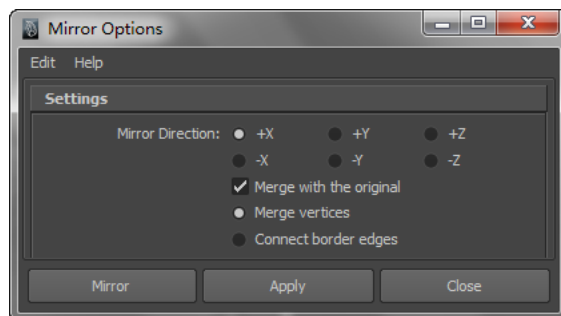 Mirror Options
Edit Help
Settings
Mirror Direction: +X +Y +Z
-X -Y -Z
Merge with the original
Merge vertices
Connect border edges
Mirror Apply Close